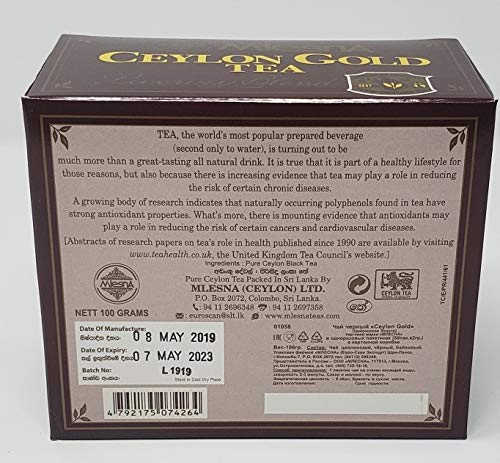 MLESNA
CEYLON GOLD
TEA
TEA, the world's most popular prepared beverage
(second only to water), is turning out to be
much more than a great-tasting all natural drink. It is true that it is part of a healthy lifestyle for
those reasons, but also because there is increasing evidence that tea may play a role in reducing
the risk of certain chronic diseases.
A growing body of research indicates that naturally occurring polyphenols found in tea have
strong antioxidant properties. What's more, there is mounting evidence that antioxidants may
play a role in reducing the risk of certain cancers and cardiovascular diseases
[Abstracts of research papers on tea's role in health published since 1990 are available by visiting
www.teahealth.co.uk, the United Kingdom Tea Council's website.]
Ingredients : Pure Ceylon Black Tea
Pure Ceylon Tea Packed In Sri Lanka By
MLESNA (CEYLON) LTD.
P.O. Box 2072, Colombo, Sri Lanka.
94 11 2696348 94 11 2697358
euroscan@slt.lk www.mlesnateas.com
Mlesna
CEYLON TEA
TC/EPR/441/61
NETT 100 GRAMS
Date Of Manufacture:
08 MAY 2019
Date Of Expiry:
07 MAY 2023
Batch No:
L 1919
Store in Cool Dry Place
4 792175 074264
01058
Чай черный «Ceylon Gold»